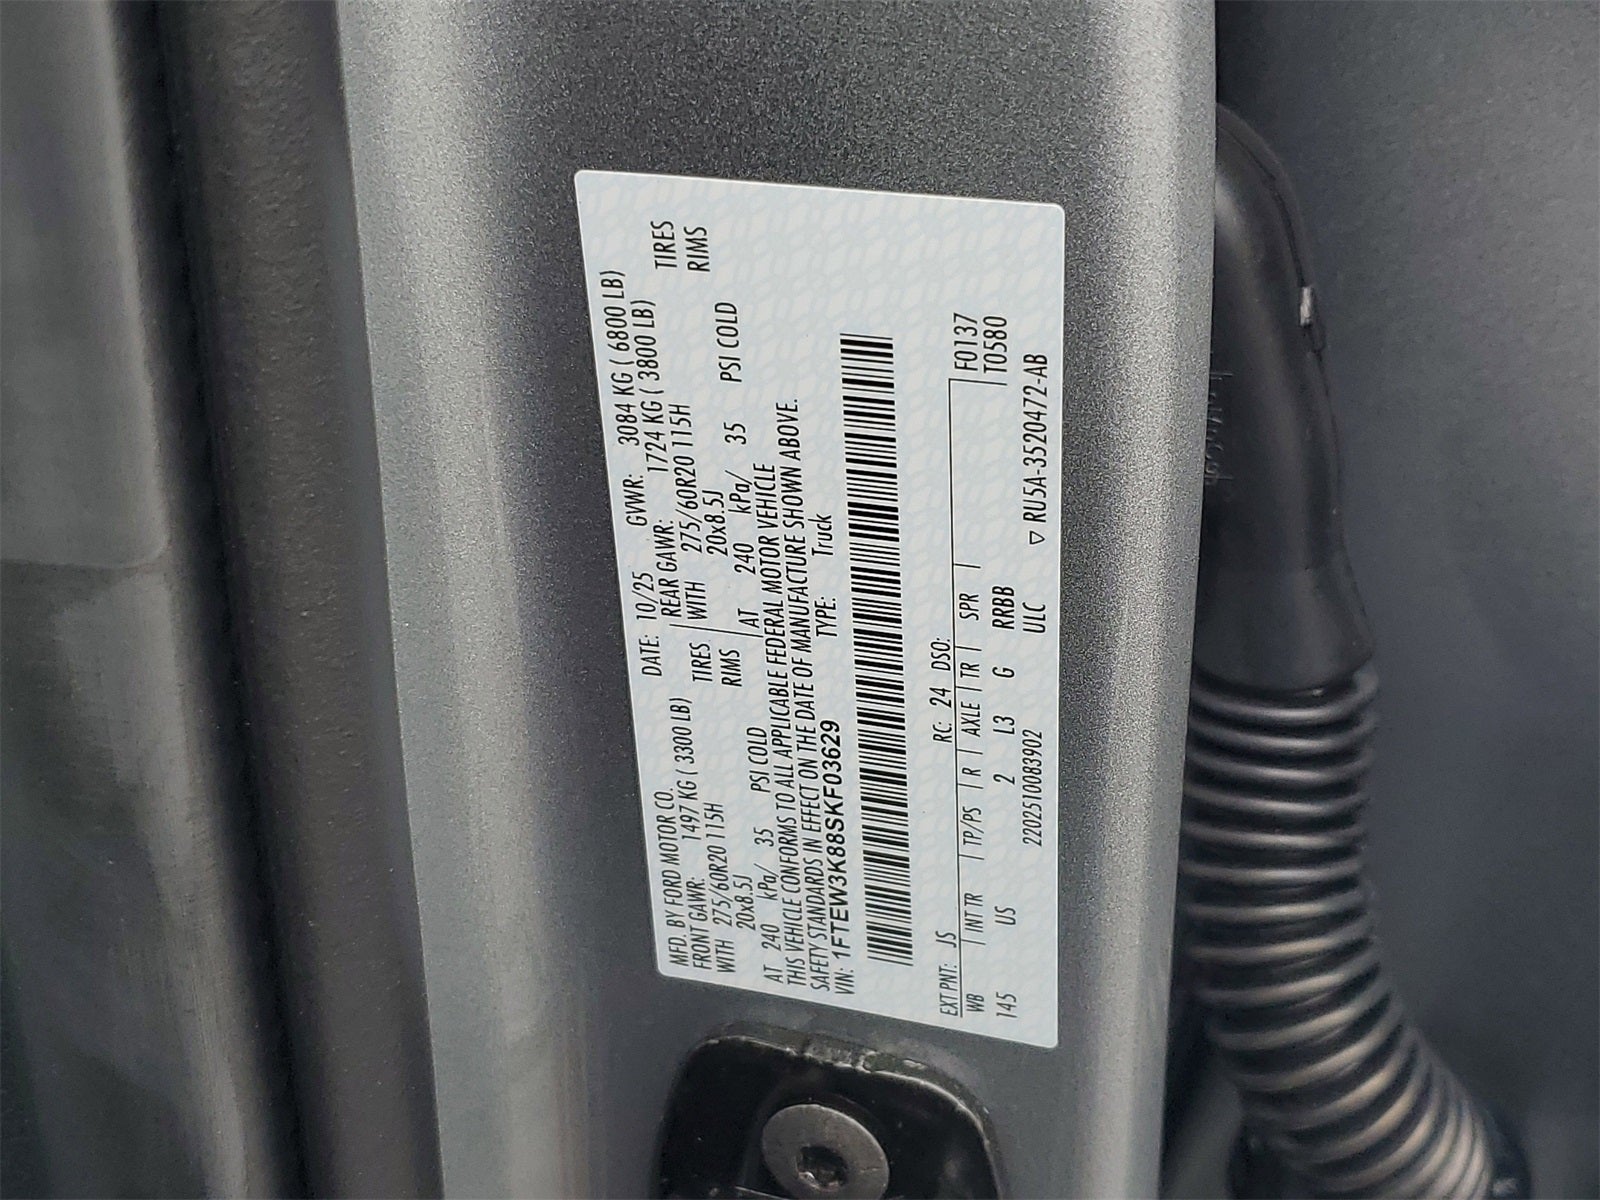 MFD. BY FORD MOTOR CO.
DATE: 10/25 GVWR: 3084 KG ( 6800 LB)
FRONT GAWR: 1497 KG ( 3300 LB) REAR GAWR: 1724 KG ( 3800 LB)
WITH 275/60R20 115H TIRES WITH 275/60R20 115H TIRES
20x8.5J RIMS 20x8.5J RIMS
AT 240 kPa/ 35 PSI COLD AT 240 kPa/ 35 PSI COLD
THIS VEHICLE CONFORMS TO ALL APPLICABLE FEDERAL MOTOR VEHICLE
SAFETY STANDARDS IN EFFECT ON THE DATE OF MANUFACTURE SHOWN ABOVE.
VIN: 1FTEW3K88SKF03629 TYPE: Truck
EXT PNT: JS RC: 24 DSO: F0137
WB INT TR TP/PS R AXLE TR SPR T0580
145 US 2 L3 G RRBB
2202510083902 ULC ▽ RU5A-3520472-AB